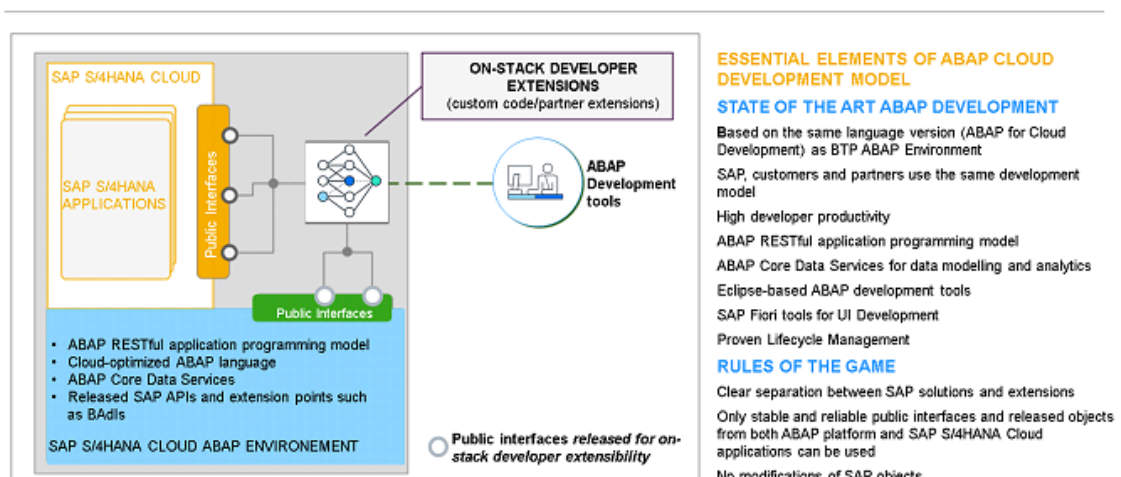 SAP S/4HANA CLOUD
SAP S/4HANA
APPLICATIONS
Public Interfaces
ON-STACK DEVELOPER
EXTENSIONS
(custom code/partner extensions)
ABAP
Development
tools
Public Interfaces
• ABAP RESTful application programming model
• Cloud-optimized ABAP language
• ABAP Core Data Services
• Released SAP APIs and extension points such
as BAdIs
SAP S/4HANA CLOUD ABAP ENVIRONEMENT
Public interfaces released for on-
stack developer extensibility
ESSENTIAL ELEMENTS OF ABAP CLOUD
DEVELOPMENT MODEL
STATE OF THE ART ABAP DEVELOPMENT
Based on the same language version (ABAP for Cloud
Development) as BTP ABAP Environment
SAP, customers and partners use the same development
model
High developer productivity
ABAP RESTful application programming model
ABAP Core Data Services for data modelling and analytics
Eclipse-based ABAP development tools
SAP Fiori tools for UI Development
Proven Lifecycle Management
RULES OF THE GAME
Clear separation between SAP solutions and extensions
Only stable and reliable public interfaces and released objects
from both ABAP platform and SAP S/4HANA Cloud
applications can be used
No modifications of SAP objects